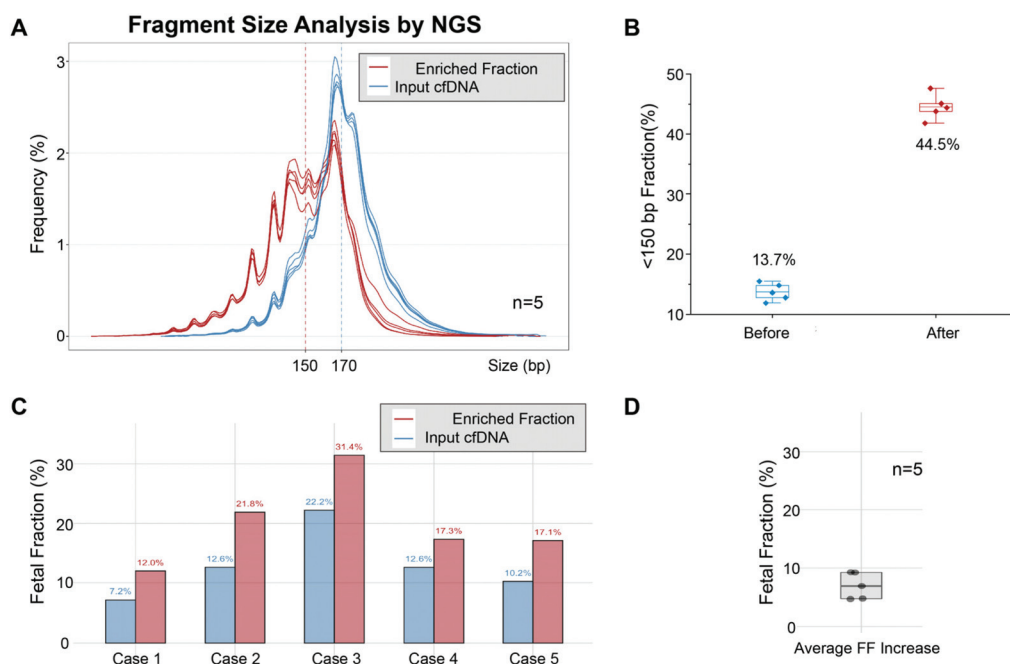 A
Fragment Size Analysis by NGS
Frequency (%)
3
2
1
0
Enriched Fraction
Input cfDNA
n=5
150
170
Size (bp)
B
<150 bp Fraction(%)
50
40
30
20
10
13.7%
44.5%
Before
After
C
Enriched Fraction
Input cfDNA
Fetal Fraction (%)
30
20
10
0
7.2%
12.0%
12.6%
21.8%
22.2%
31.4%
12.6%
17.3%
10.2%
17.1%
Case 1
Case 2
Case 3
Case 4
Case 5
D
Fetal Fraction (%)
30
20
10
0
n=5
Average FF Increase